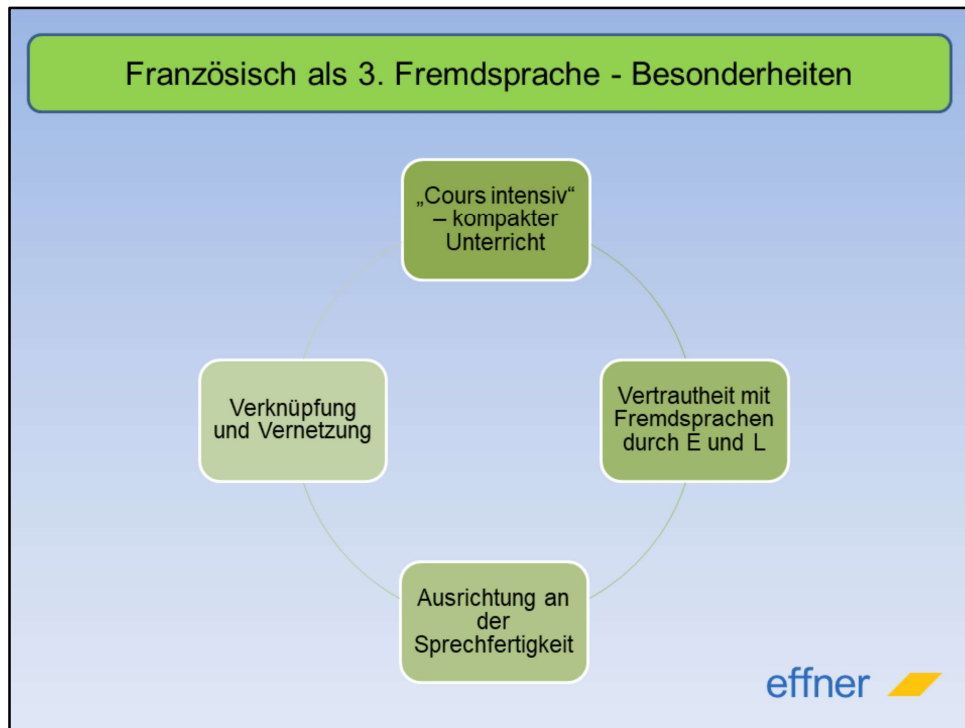 Französisch als 3. Fremdsprache - Besonderheiten
„Cours intensiv“
– kompakter
Unterricht
Vertrautheit mit
Fremdsprachen
durch E und L
Ausrichtung an
der
Sprechfertigkeit
Verknüpfung
und Vernetzung
effner